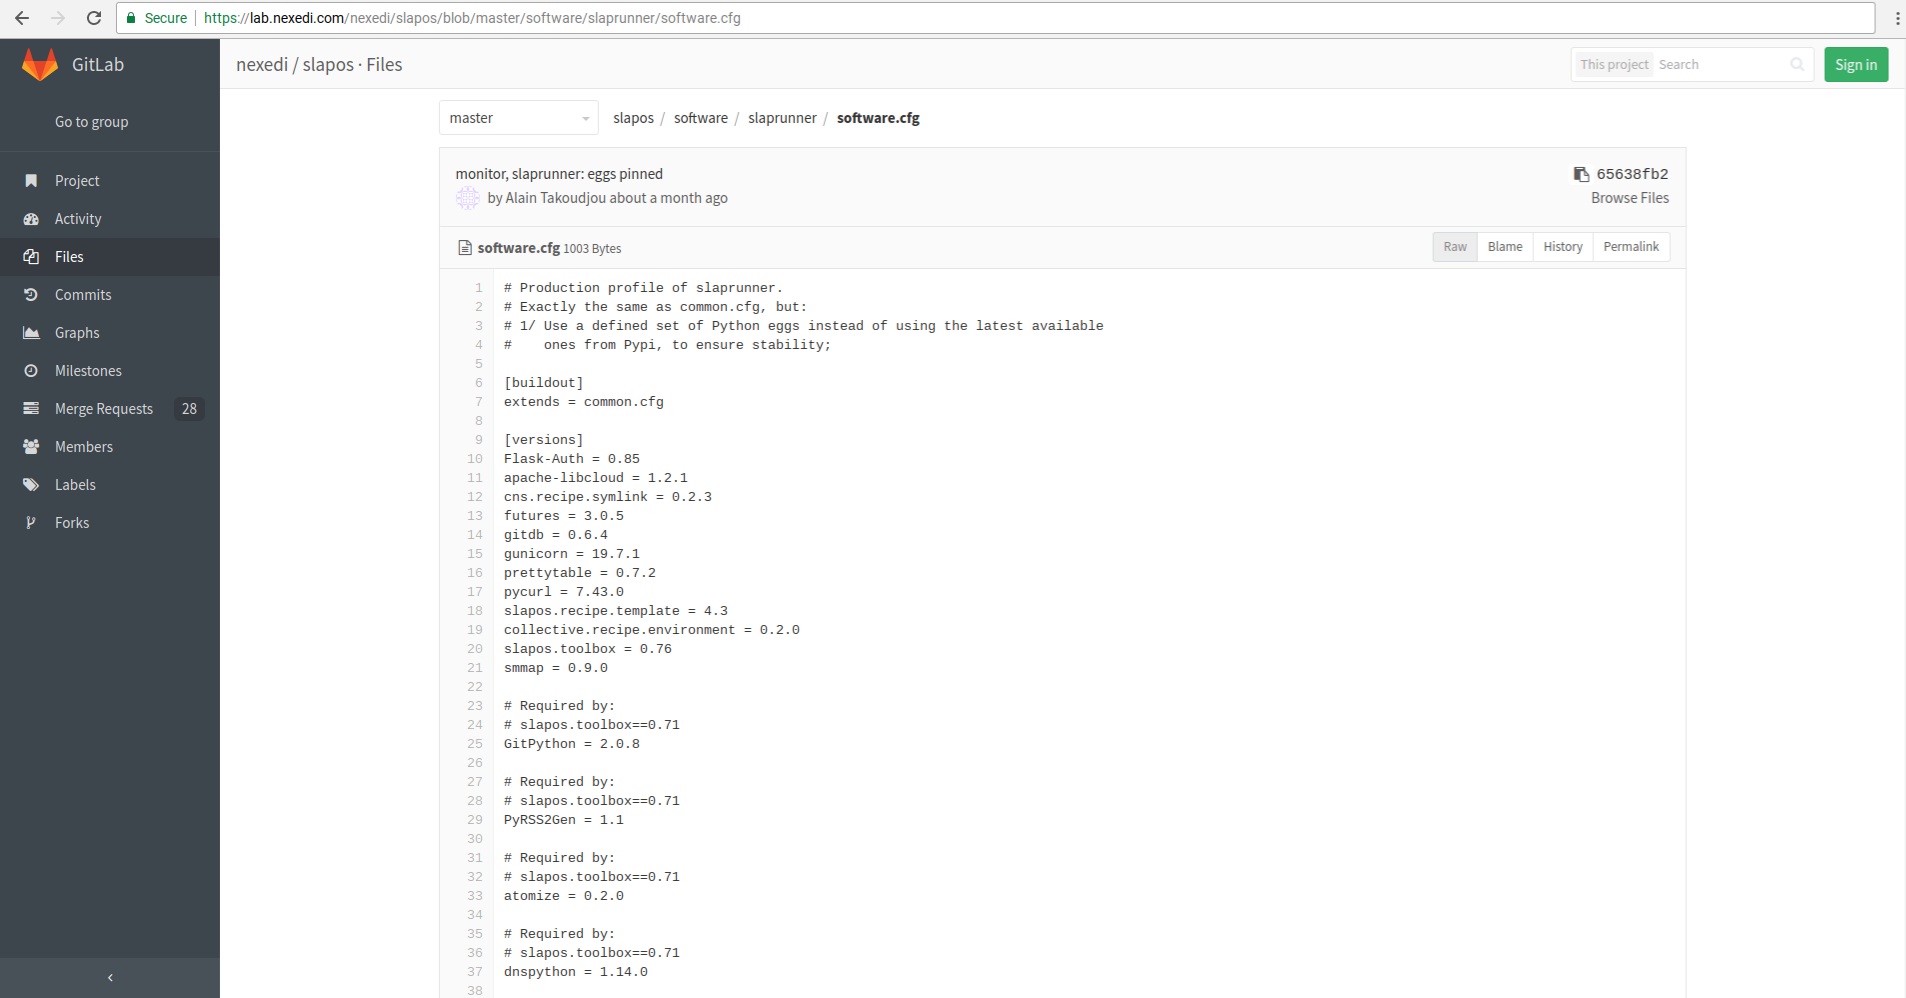 Secure https://lab.nexedi.com/nexedi/slapos/blob/master/software/slaprunner/software.cfg
GitLab
nexedi / slapos · Files
This project Search
Sign in
Go to group
Project
Activity
Files
Commits
Graphs
Milestones
Merge Requests 28
Members
Labels
Forks
master
slapos / software / slaprunner / software.cfg
monitor, slaprunner: eggs pinned
65638fb2
by Alain Takoudjou about a month ago
Browse Files
software.cfg 1003 Bytes
Raw Blame History Permalink
1 # Production profile of slaprunner.
2 # Exactly the same as common.cfg, but:
3 # 1/ Use a defined set of Python eggs instead of using the latest available
4 #    ones from Pypi, to ensure stability;
5
6 [buildout]
7 extends = common.cfg
8
9 [versions]
10 Flask-Auth = 0.85
11 apache-libcloud = 1.2.1
12 cns.recipe.symlink = 0.2.3
13 futures = 3.0.5
14 gitdb = 0.6.4
15 gunicorn = 19.7.1
16 prettytable = 0.7.2
17 pycurl = 7.43.0
18 slapos.recipe.template = 4.3
19 collective.recipe.environment = 0.2.0
20 slapos.toolbox = 0.76
21 smmap = 0.9.0
22
23 # Required by:
24 # slapos.toolbox==0.71
25 GitPython = 2.0.8
26
27 # Required by:
28 # slapos.toolbox==0.71
29 PyRSS2Gen = 1.1
30
31 # Required by:
32 # slapos.toolbox==0.71
33 atomize = 0.2.0
34
35 # Required by:
36 # slapos.toolbox==0.71
37 dnspython = 1.14.0
38